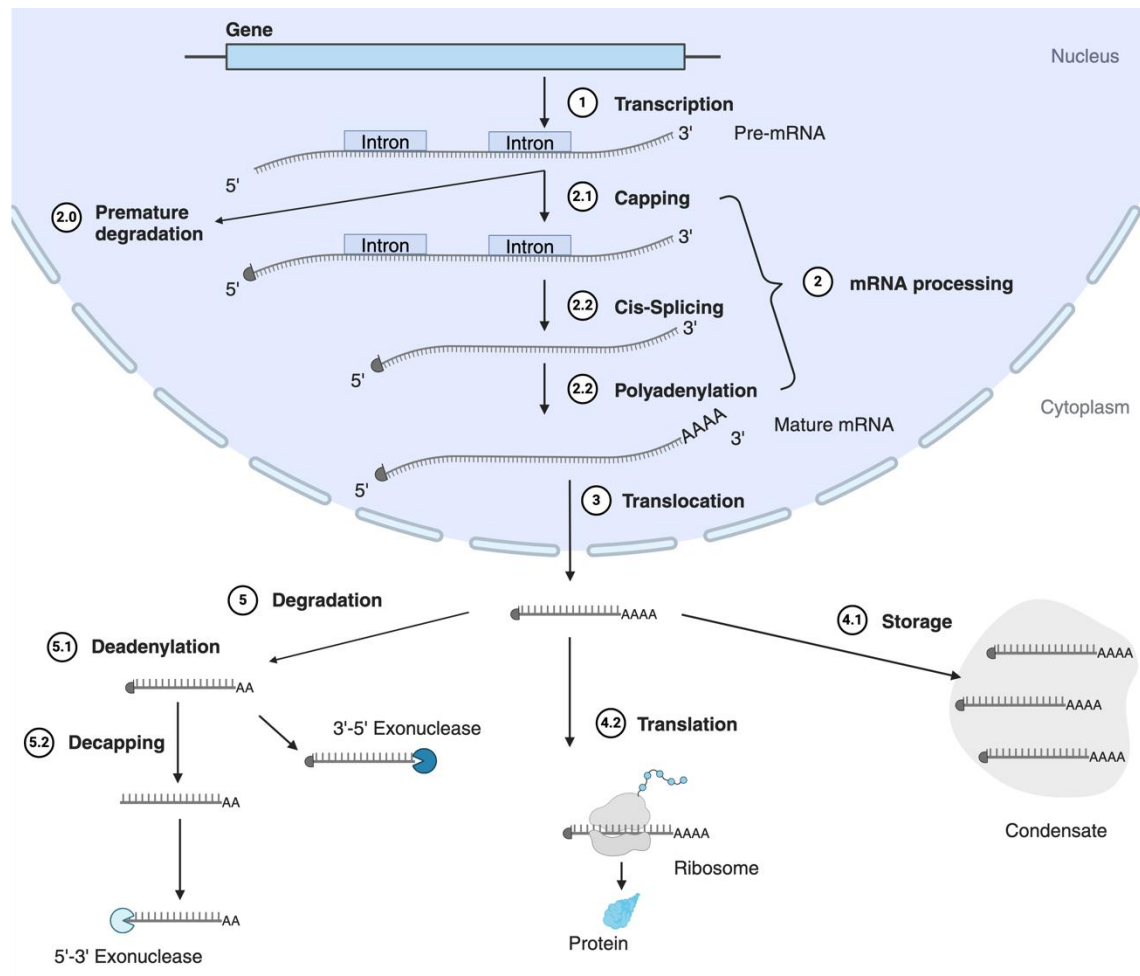 Gene
Nucleus
1 Transcription
Intron Intron 3' Pre-mRNA
5'
2.0 Premature
degradation
2.1 Capping
Intron Intron 3'
5'
2 mRNA processing
2.2 Cis-Splicing
3'
5'
2.2 Polyadenylation
Cytoplasm
AAAA 3' Mature mRNA
5'
3 Translocation
5 Degradation
AAAA
4.1 Storage
5.1 Deadenylation
AA
AAAA
AAAA
AAAA
Condensate
5.2 Decapping
3'-5' Exonuclease
4.2 Translation
AA
AAAA
Ribosome
Protein
AA
5'-3' Exonuclease